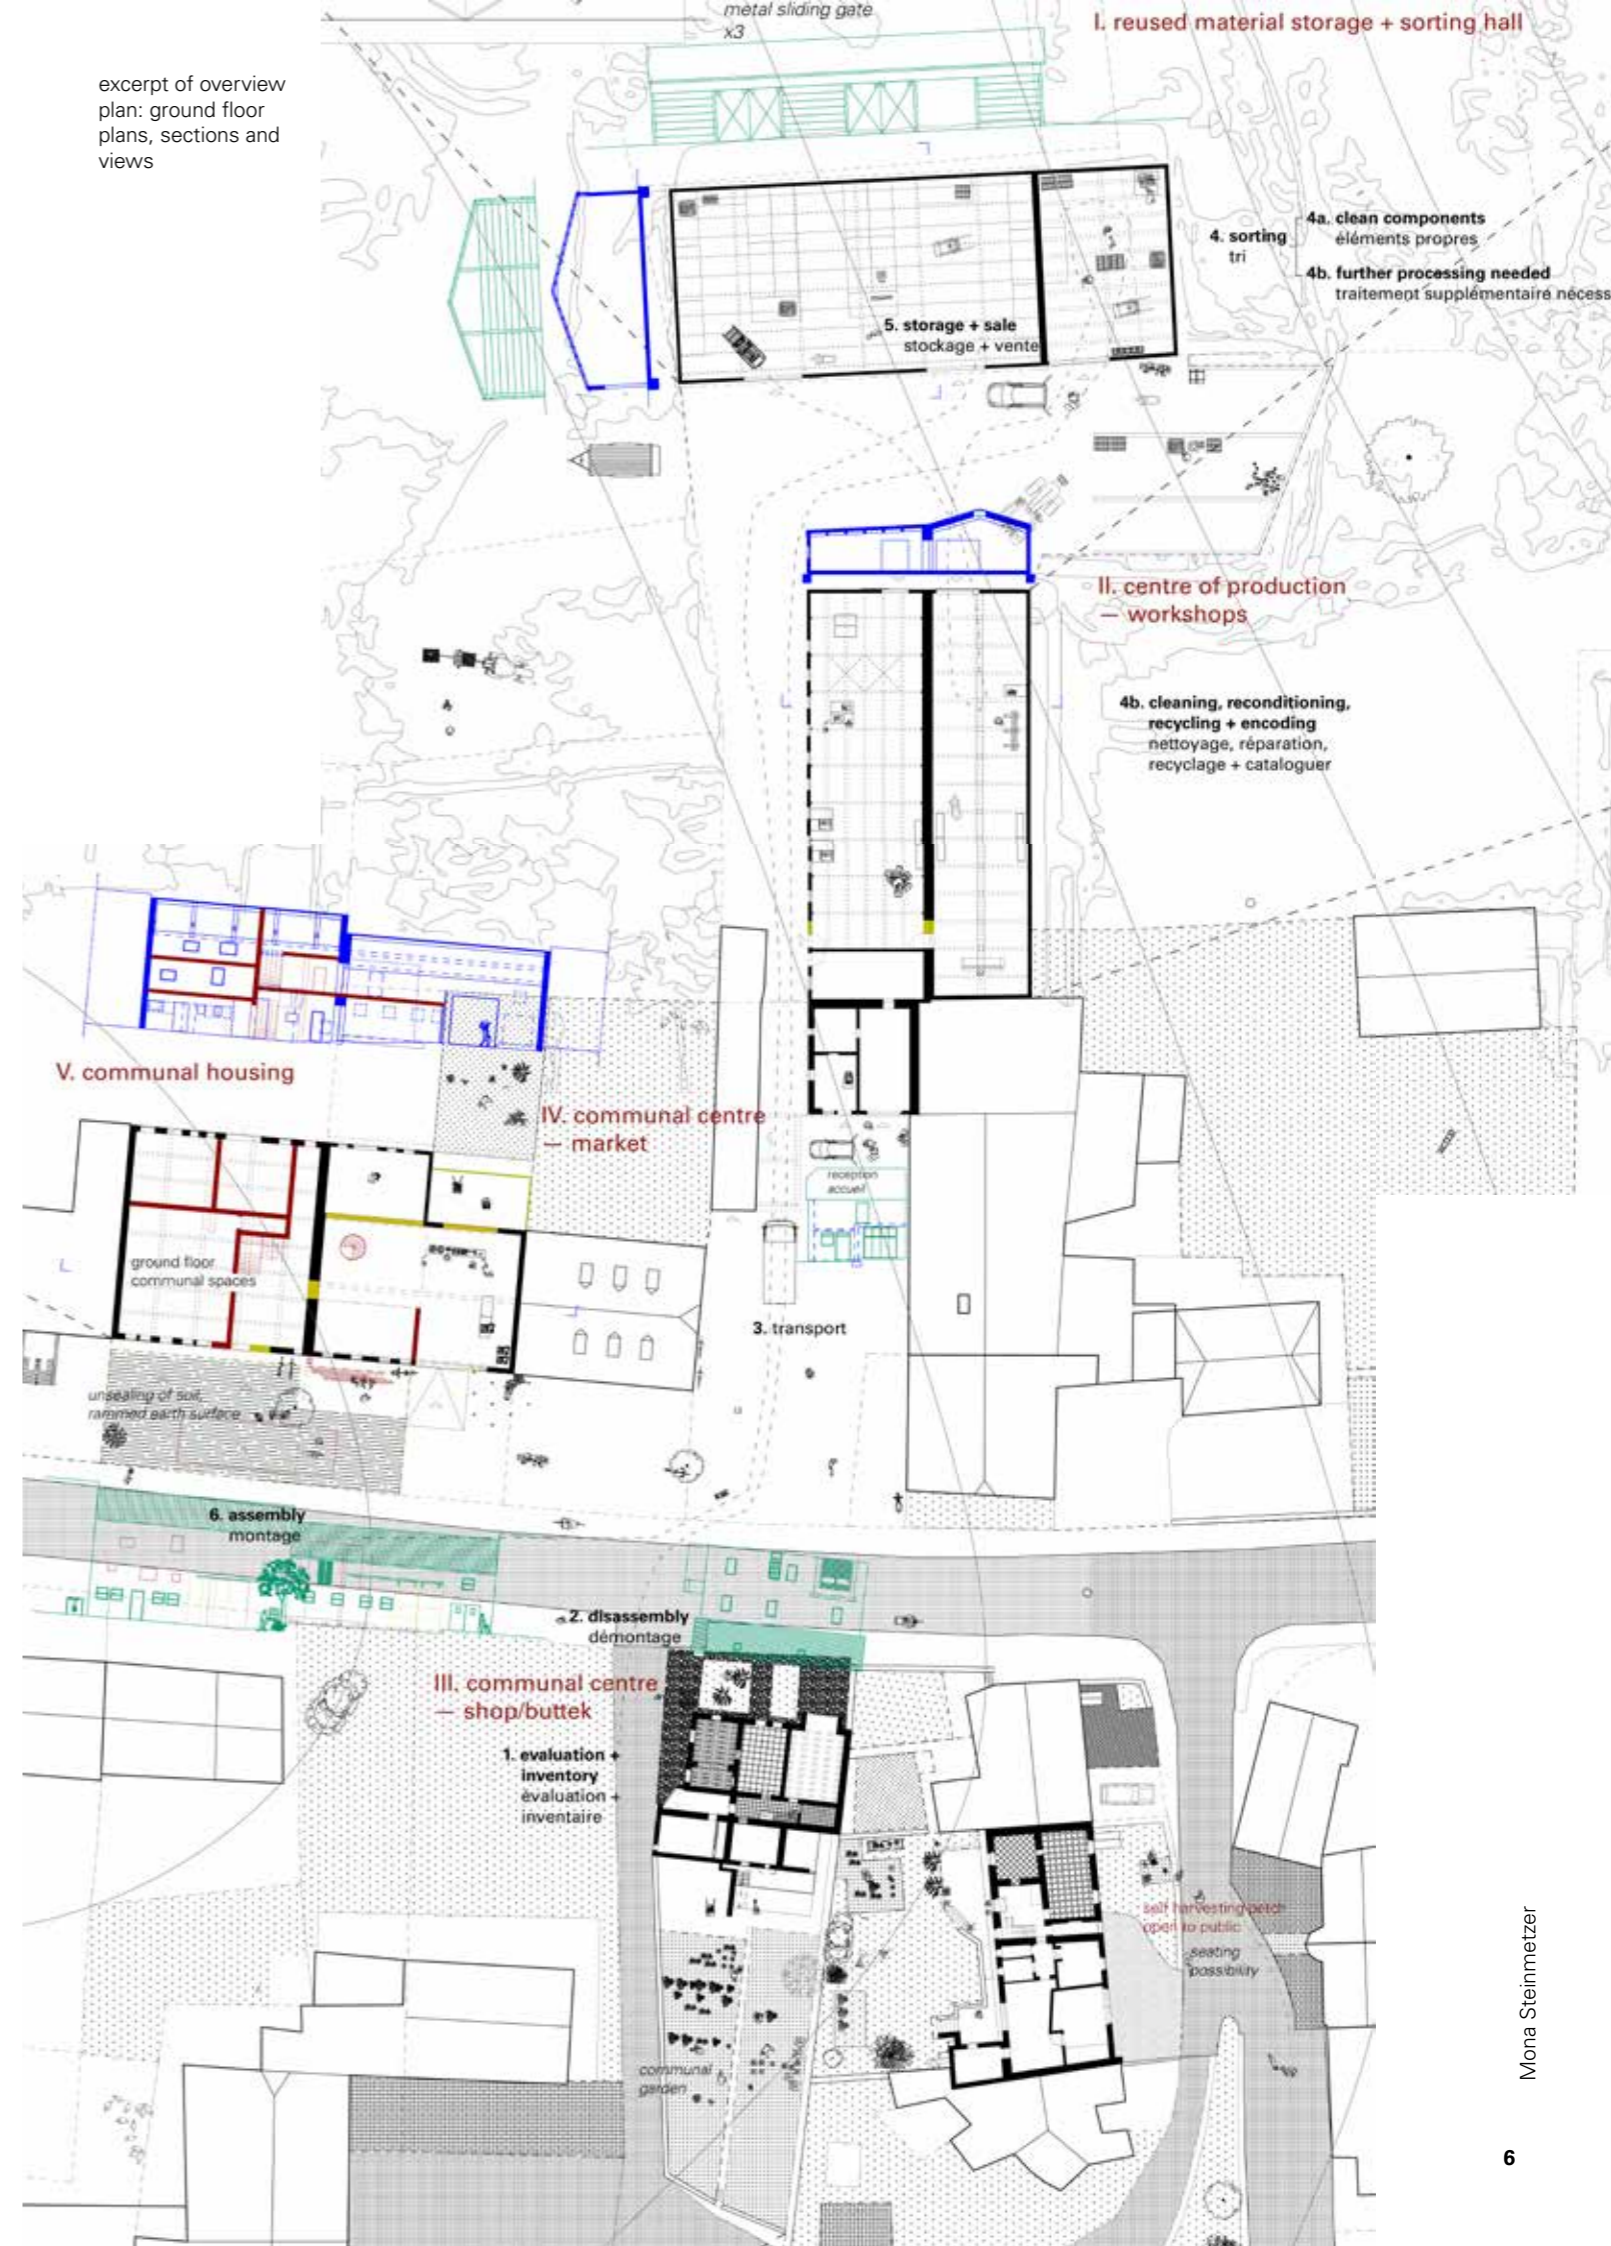 metal sliding gate
x3
I. reused material storage + sorting hall
excerpt of overview
plan: ground floor
plans, sections and
views
4. sorting
tri
4a. clean components
éléments propres
4b. further processing needed
traitement supplémentaire nécess
5. storage + sale
stockage + vente
II. centre of production
— workshops
4b. cleaning, reconditioning,
recycling + encoding
nettoyage, réparation,
recyclage + cataloguer
V. communal housing
IV. communal centre
— market
reception
accueil
ground floor
communal spaces
3. transport
unsealing of soil,
rammed earth surface
6. assembly
montage
2. disassembly
démontage
III. communal centre
— shop/buttek
1. evaluation +
inventory
évaluation +
inventaire
self harvesting petch
open to public
seating
possibility
communal
garden
Mona Steinmetzer
6